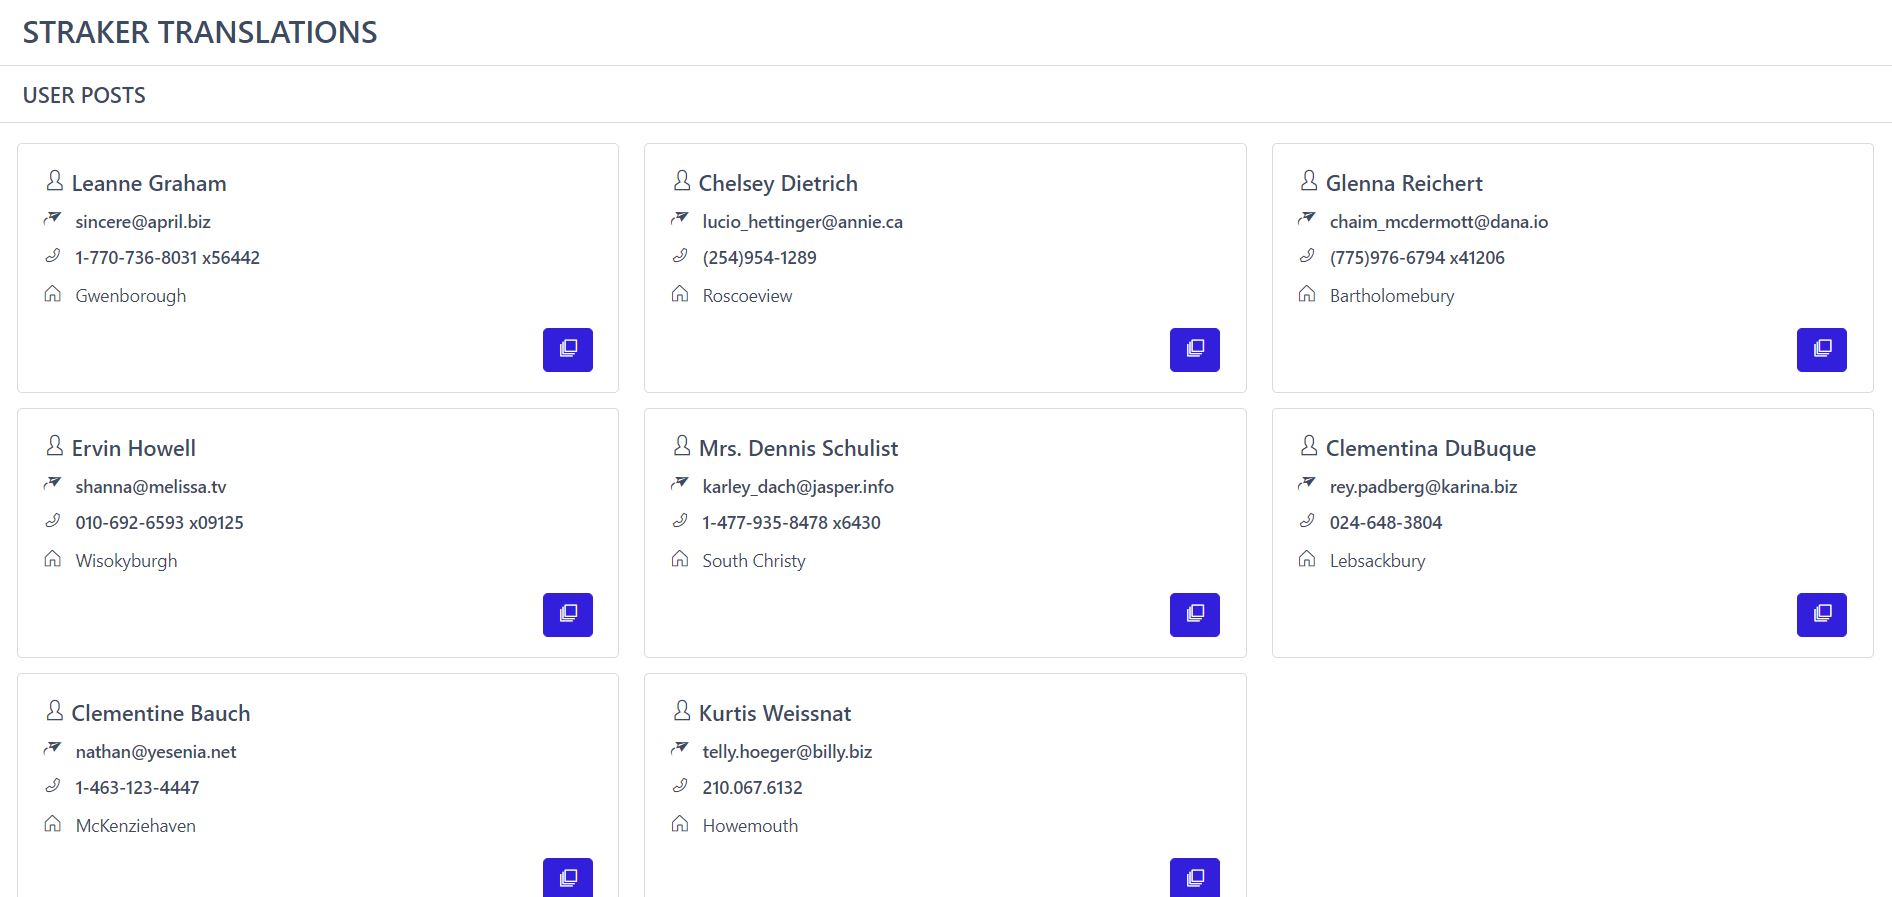 STRAKER TRANSLATIONS
USER POSTS
Leanne Graham
sincere@april.biz
1-770-736-8031 x56442
Gwenborough
Chelsey Dietrich
lucio_hettinger@annie.ca
(254)954-1289
Roscoeview
Glenna Reichert
chaim_mcdermott@dana.io
(775)976-6794 x41206
Bartholomebury
Ervin Howell
shanna@melissa.tv
010-692-6593 x09125
Wisokyburgh
Mrs. Dennis Schulist
karley_dach@jasper.info
1-477-935-8478 x6430
South Christy
Clementina DuBuque
rey.padberg@karina.biz
024-648-3804
Lebsackbury
Clementine Bauch
nathan@yesenia.net
1-463-123-4447
McKenziehaven
Kurtis Weissnat
telly.hoeger@billy.biz
210.067.6132
Howemouth